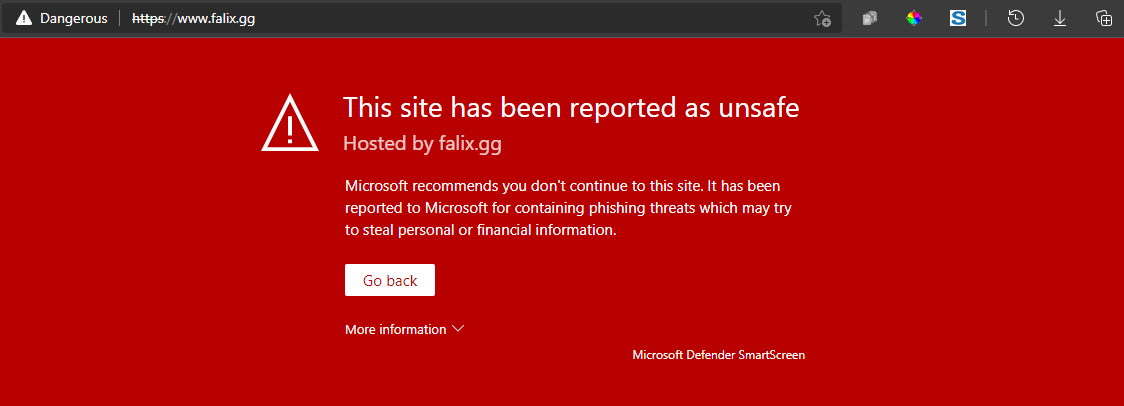 Dangerous https://www.falix.gg
This site has been reported as unsafe
Hosted by falix.gg
Microsoft recommends you don't continue to this site. It has been
reported to Microsoft for containing phishing threats which may try
to steal personal or financial information.
Go back
More information
Microsoft Defender SmartScreen